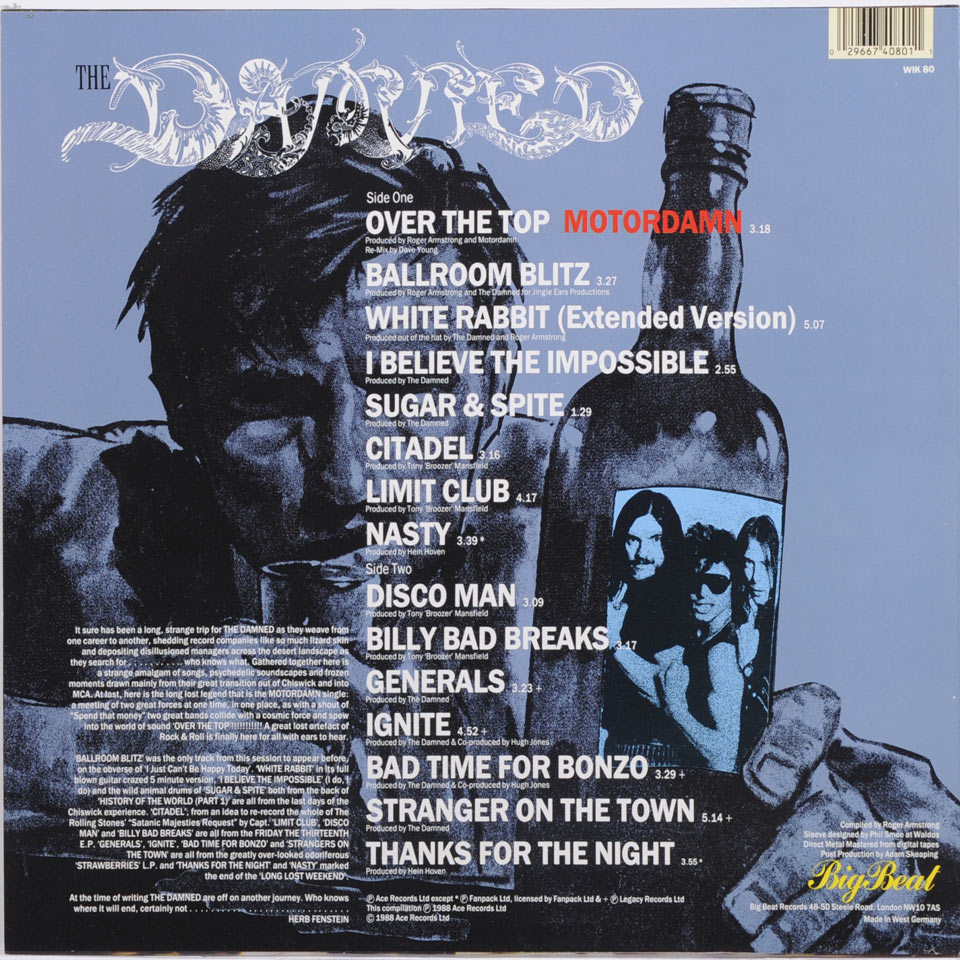 THE DAMNED
0 29667 40801 1
WIK 80
Side One
OVER THE TOP MOTORDAMN 3.18
Produced by Roger Armstrong and Motordamn
Re-Mix by Dave Young
BALLROOM BLITZ 3.27
Produced by Roger Armstrong and The Damned for Jingle Ears Productions
WHITE RABBIT (Extended Version) 5.07
Produced out of the hat by The Damned and Roger Armstrong
I BELIEVE THE IMPOSSIBLE 2.55
Produced by The Damned
SUGAR & SPITE 1.29
Produced by The Damned
CITADEL 3.16
Produced by Tony 'Broozer' Mansfield
LIMIT CLUB 4.17
Produced by Tony 'Broozer' Mansfield
NASTY 3.39*
Produced by Hein Hoven
Side Two
DISCO MAN 3.09
Produced by Tony 'Broozer' Mansfield
BILLY BAD BREAKS 3.17
Produced by Tony 'Broozer' Mansfield
GENERALS 3.23 +
Produced by The Damned
IGNITE 4.52 +
Produced by The Damned & Co-produced by Hugh Jones
BAD TIME FOR BONZO 3.29 +
Produced by The Damned & Co-produced by Hugh Jones
STRANGER ON THE TOWN 5.14 +
Produced by The Damned
THANKS FOR THE NIGHT 3.55*
Produced by Hein Hoven
It sure has been a long, strange trip for THE DAMNED as they weave from
one career to another, shedding record companies like so much lizard skin
and depositing disillusioned managers across the desert landscape as
they search for . . . . . . . . . . who knows what. Gathered together here is
a strange amalgam of songs, psychedelic soundscapes and frozen
moments drawn mainly from their great transition out of Chiswick and into
MCA. At last, here is the long lost legend that is the MOTORDAMN single:
a meeting of two great forces at one time, in one place, as with a shout of
"Spend that money" two great bands collide with a cosmic force and spew
into the world of sound 'OVER THE TOP'!!!!!!!!!!! A great lost artefact of
Rock & Roll is finally here for all with ears to hear.
'BALLROOM BLITZ' was the only track from this session to appear before,
on the obverse of 'I Just Can't Be Happy Today'. 'WHITE RABBIT' in its full
blown guitar crazed 5 minute version, 'I BELIEVE THE IMPOSSIBLE' (I do, I
do) and the wild animal drums of 'SUGAR & SPITE' both from the back of
'HISTORY OF THE WORLD (PART 1)' are all from the last days of the
Chiswick experience. 'CITADEL', from an idea to re-record the whole of The
Rolling Stones' "Satanic Majesties Request" by Capt. 'LIMIT CLUB', 'DISCO
MAN' and 'BILLY BAD BREAKS' are all from the FRIDAY THE THIRTEENTH
E.P. 'GENERALS', 'IGNITE', 'BAD TIME FOR BONZO' and 'STRANGERS ON
THE TOWN' are all from the greatly over-looked odoriferous
'STRAWBERRIES' L.P. and 'THANKS FOR THE NIGHT' and 'NASTY' marked
the end of the 'LONG LOST WEEKEND'.
At the time of writing THE DAMNED are off on another journey. Who knows
where it will end, certainly not . . . . . . . . . . . . . . . . . . . . . . . . . .
HERB FENSTEIN
Ⓟ Ace Records Ltd except * Ⓟ Fanpack Ltd, licensed by Fanpack Ltd & + Ⓟ Legacy Records Ltd
This compilation Ⓟ 1988 Ace Records Ltd
© 1988 Ace Records Ltd
Compiled by Roger Armstrong
Sleeve designed by Phil Smee at Waldos
Direct Metal Mastered from digital tapes
Post Production by Adam Skeaping
Big Beat
Big Beat Records 48-50 Steele Road, London NW10 7AS
Made in West Germany